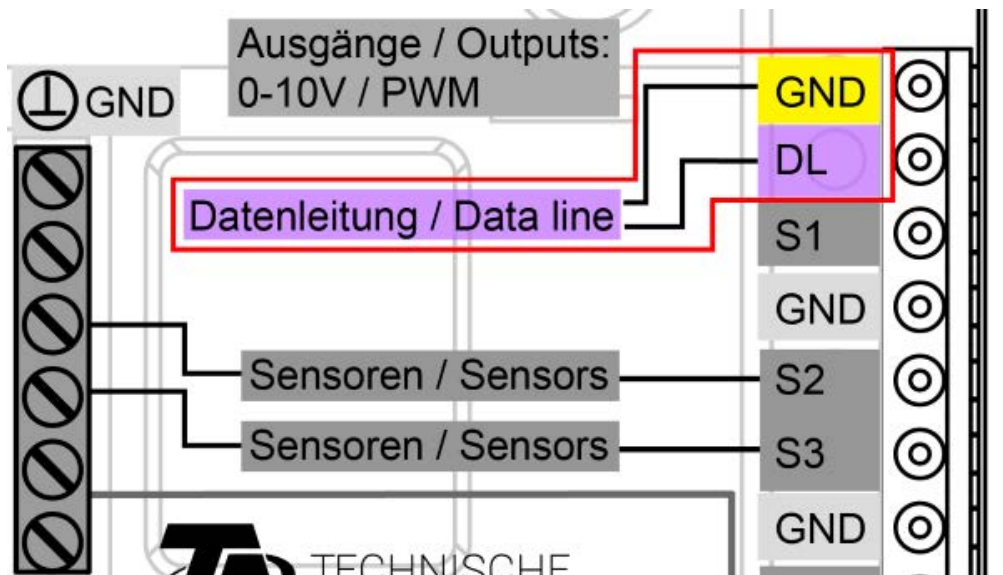 Ausgänge / Outputs:
0-10V / PWM
GND
GND
DL
Datenleitung / Data line
S1
GND
Sensoren / Sensors
S2
Sensoren / Sensors
S3
GND
TA
TECHNISCHE